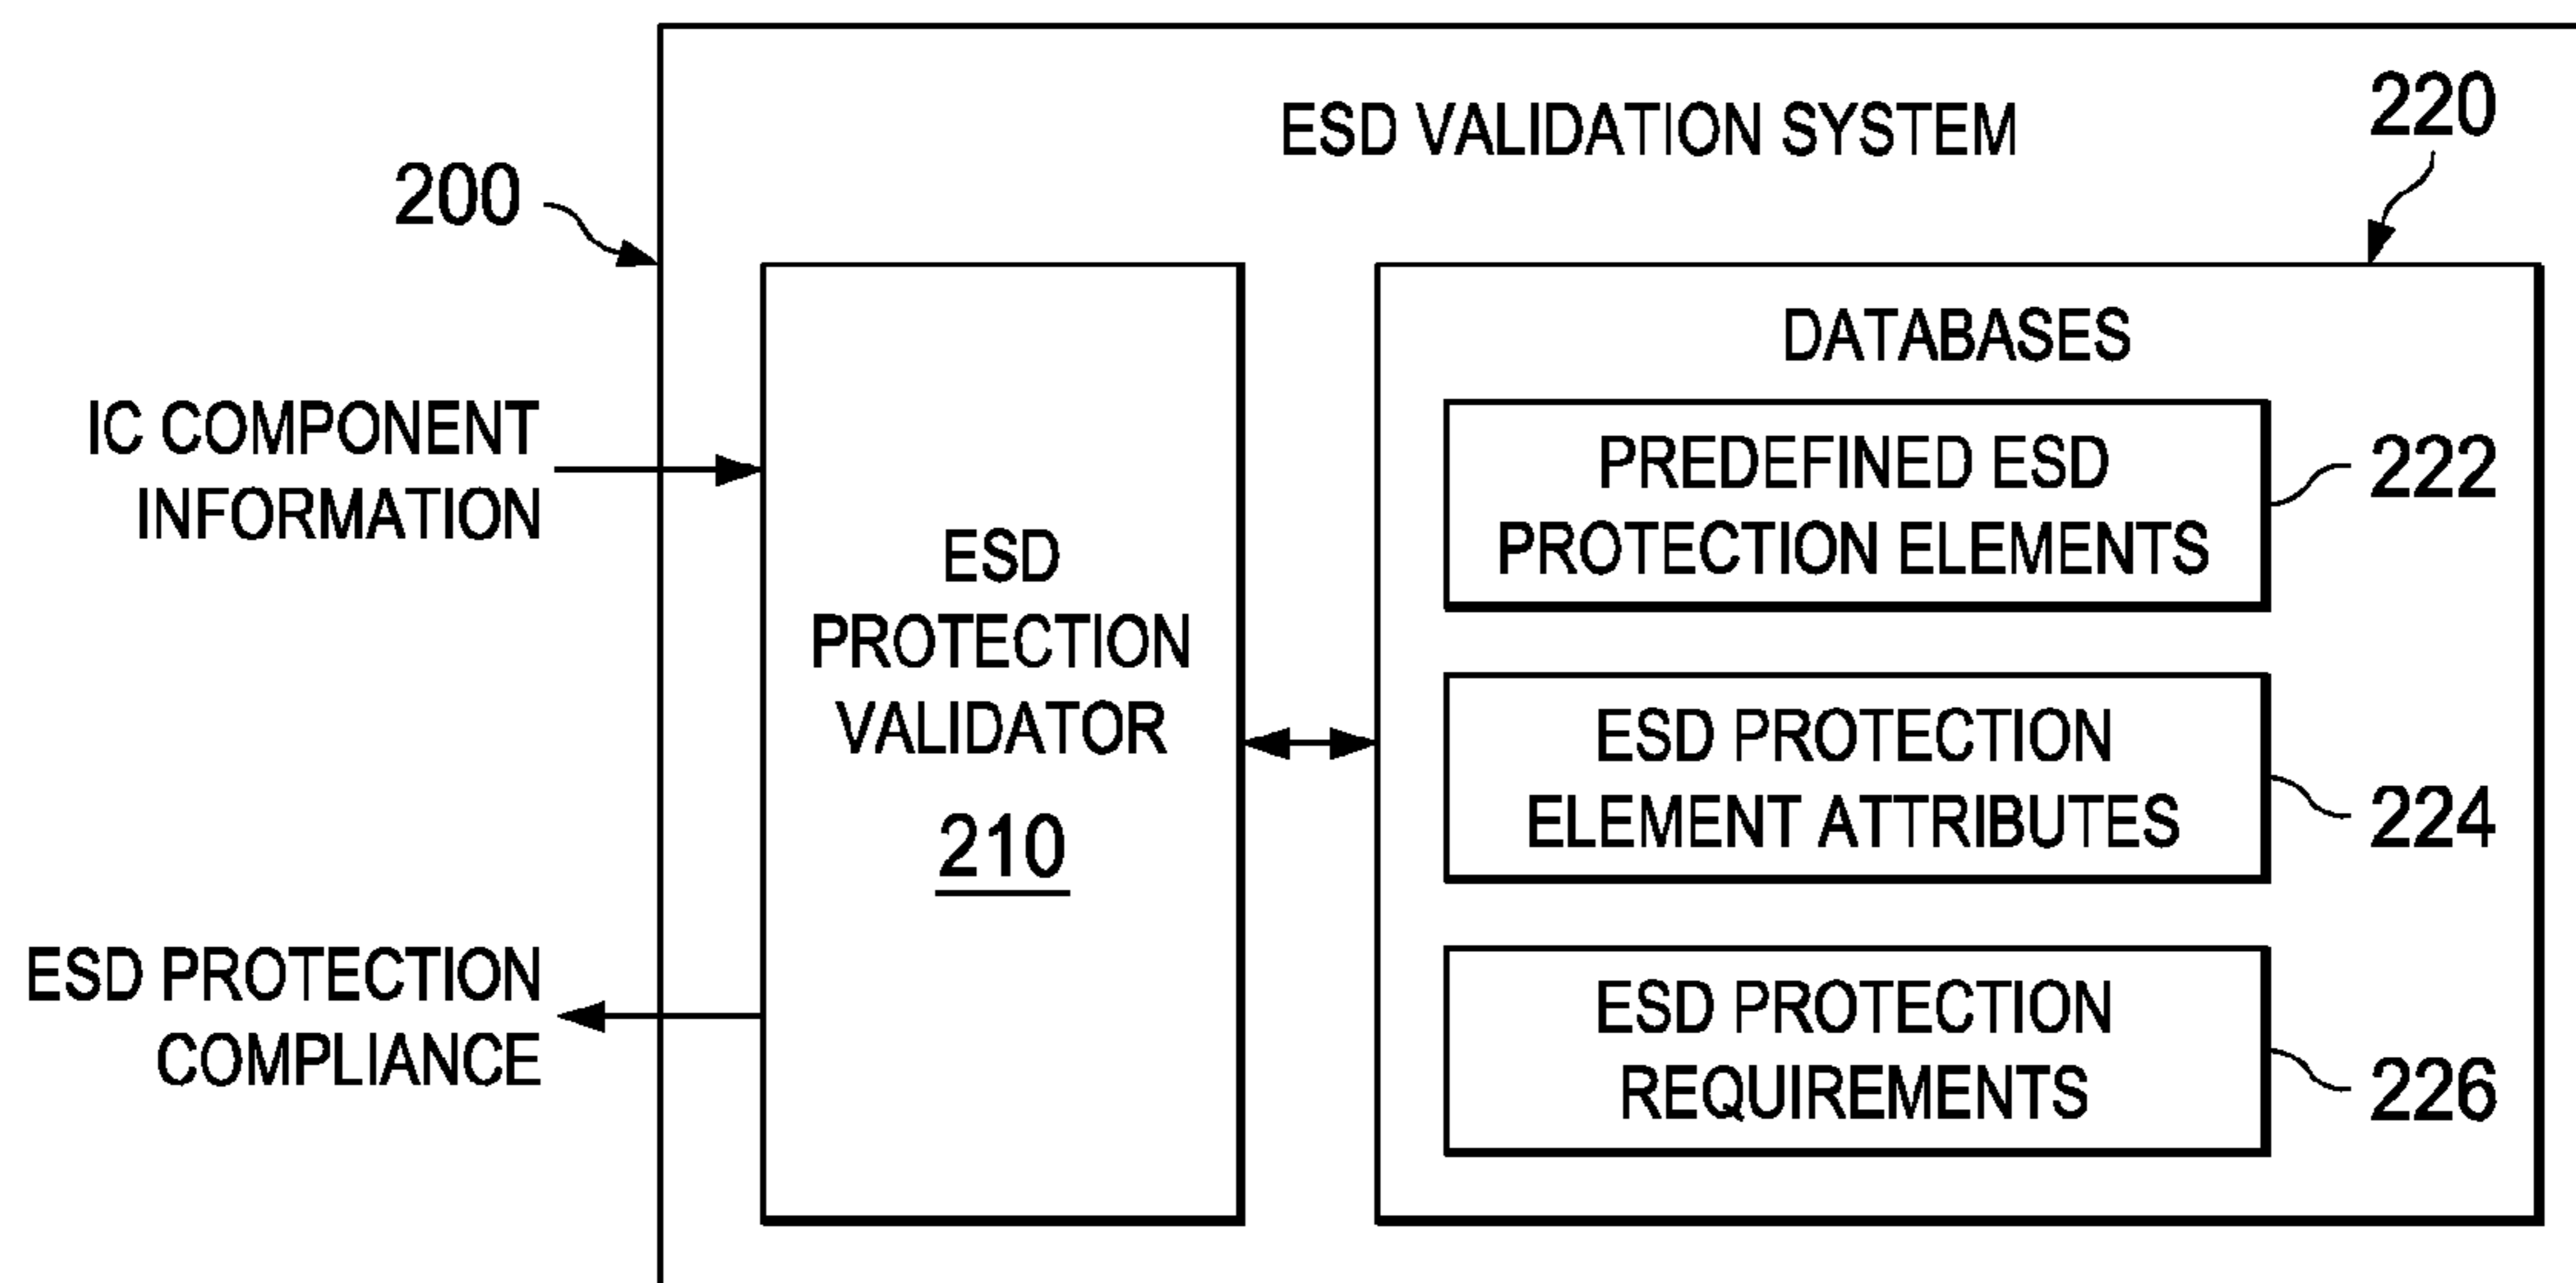 ESD VALIDATION SYSTEM
220
200
DATABASES
IC COMPONENT
INFORMATION
PREDEFINED ESD
PROTECTION ELEMENTS
222
ESD
PROTECTION
VALIDATOR
210
ESD PROTECTION
ELEMENT ATTRIBUTES
224
ESD PROTECTION
COMPLIANCE
ESD PROTECTION
REQUIREMENTS
226